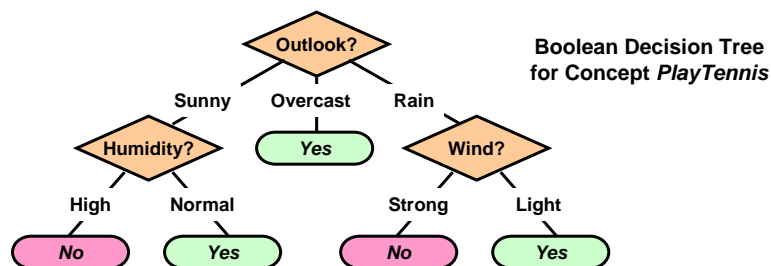 Outlook?
Boolean Decision Tree
for Concept PlayTennis
Sunny Overcast Rain
Humidity? Yes Wind?
High Normal Strong Light
No Yes No Yes